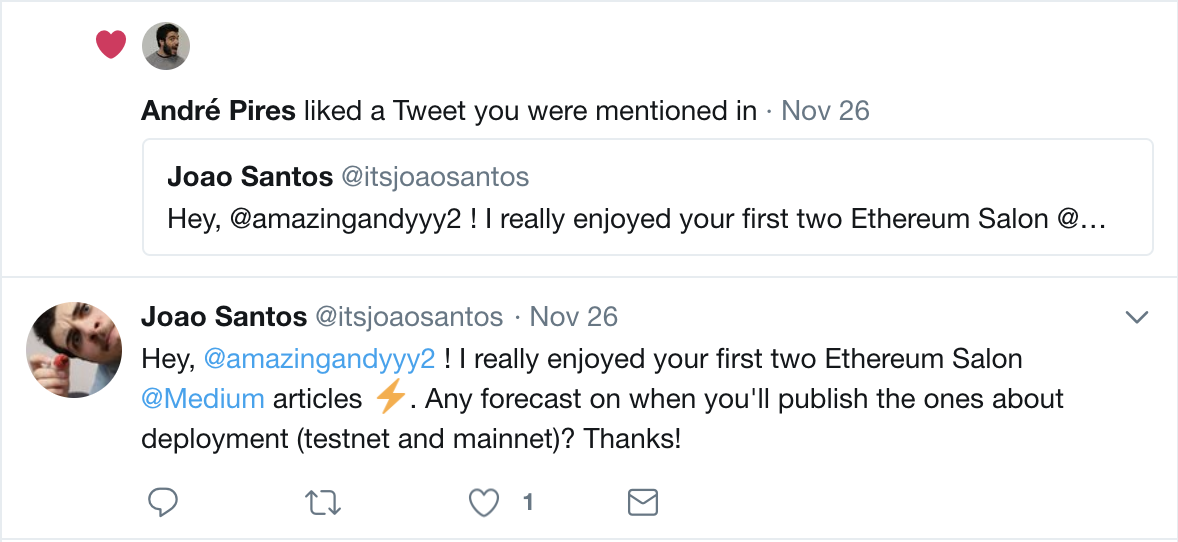 André Pires liked a Tweet you were mentioned in · Nov 26
Joao Santos @itsjoaosantos
Hey, @amazingandyyy2 ! I really enjoyed your first two Ethereum Salon @…
Joao Santos @itsjoaosantos · Nov 26
Hey, @amazingandyyy2 ! I really enjoyed your first two Ethereum Salon
@Medium articles ⚡. Any forecast on when you'll publish the ones about
deployment (testnet and mainnet)? Thanks!
1